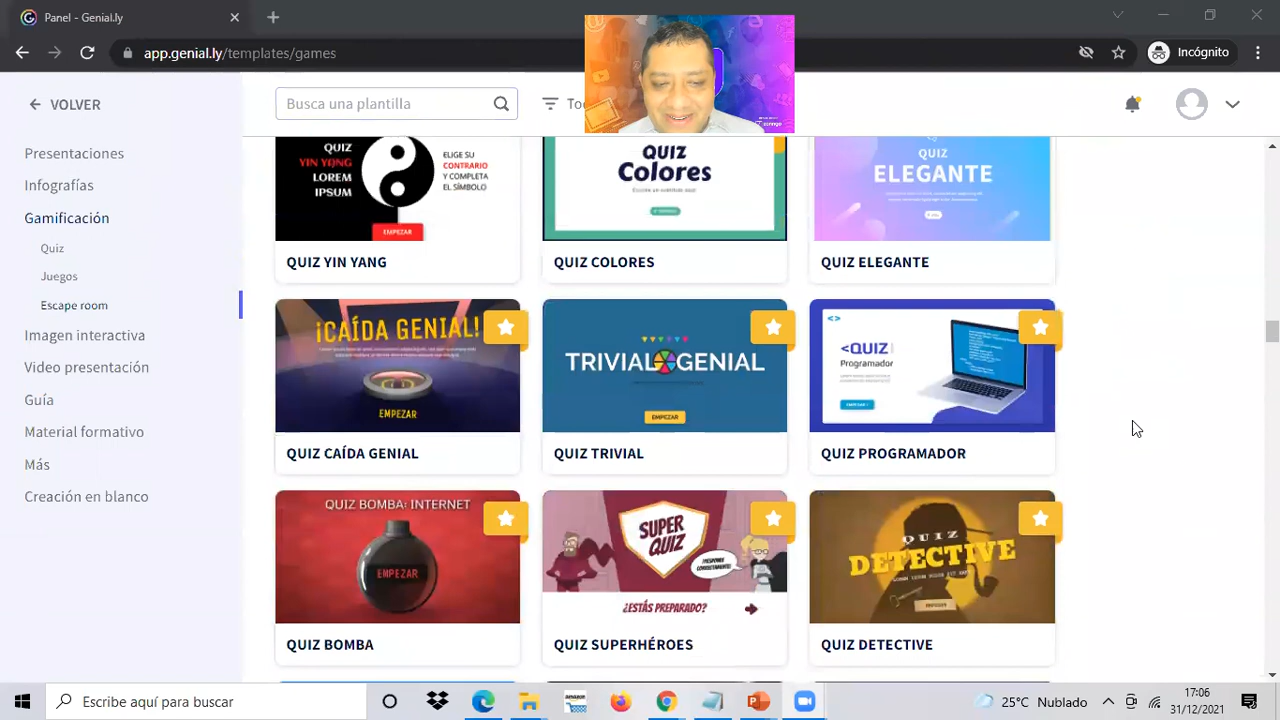 Panel - Genial.ly
app.genial.ly/templates/games
Incógnito
VOLVER
Busca una plantilla
Presentaciones
Infografías
Gamificación
Quiz
Juegos
Escape room
Imagen interactiva
Video presentación
Guía
Material formativo
Más
Creación en blanco
QUIZ
YIN YANG
LOREM
IPSUM
ELIGE SU
CONTRARIO
Y COMPLETA
EL SÍMBOLO
EMPEZAR
QUIZ YIN YANG
QUIZ
Colores
QUIZ COLORES
QUIZ
ELEGANTE
QUIZ ELEGANTE
¡CAÍDA GENIAL!
EMPEZAR
QUIZ CAÍDA GENIAL
TRIVIAL GENIAL
EMPEZAR
QUIZ TRIVIAL
<>
<QUIZ
Programador
QUIZ PROGRAMADOR
QUIZ BOMBA: INTERNET
EMPEZAR
QUIZ BOMBA
SUPER
QUIZ
¡RESPONDE
CORRECTAMENTE!
¿ESTÁS PREPARADO?
QUIZ SUPERHÉROES
QUIZ
DETECTIVE
QUIZ DETECTIVE
Escribe aquí para buscar
25°C Nublado
31/12/2021